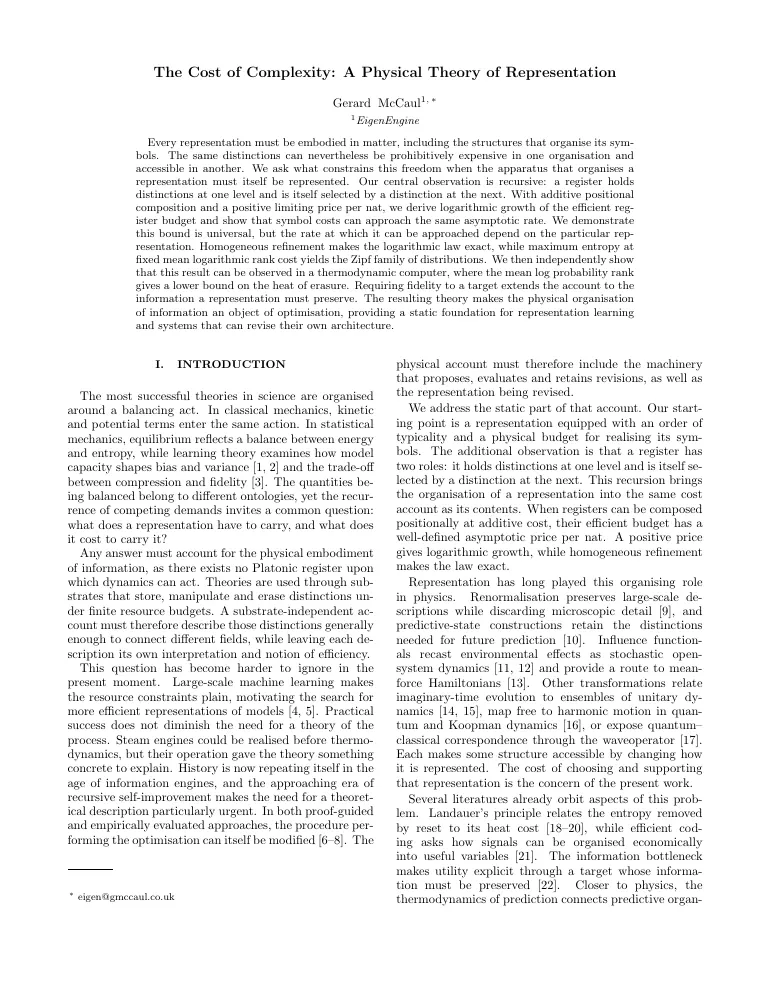 The Cost of Complexity: A Physical Theory of Representation
Gerard McCaul1, *
1EigenEngine
Every representation must be embodied in matter, including the structures that organise its sym-
bols. The same distinctions can nevertheless be prohibitively expensive in one organisation and
accessible in another. We ask what constrains this freedom when the apparatus that organises a
representation must itself be represented. Our central observation is recursive: a register holds
distinctions at one level and is itself selected by a distinction at the next. With additive positional
composition and a positive limiting price per nat, we derive logarithmic growth of the efficient reg-
ister budget and show that symbol costs can approach the same asymptotic rate. We demonstrate
this bound is universal, but the rate at which it can be approached depend on the particular rep-
resentation. Homogeneous refinement makes the logarithmic law exact, while maximum entropy at
fixed mean logarithmic rank cost yields the Zipf family of distributions. We then independently show
that this result can be observed in a thermodynamic computer, where the mean log probability rank
gives a lower bound on the heat of erasure. Requiring fidelity to a target extends the account to the
information a representation must preserve. The resulting theory makes the physical organisation
of information an object of optimisation, providing a static foundation for representation learning
and systems that can revise their own architecture.
I. INTRODUCTION
The most successful theories in science are organised
around a balancing act. In classical mechanics, kinetic
and potential terms enter the same action. In statistical
mechanics, equilibrium reflects a balance between energy
and entropy, while learning theory examines how model
capacity shapes bias and variance [1, 2] and the trade-off
between compression and fidelity [3]. The quantities be-
ing balanced belong to different ontologies, yet the recur-
rence of competing demands invites a common question:
what does a representation have to carry, and what does
it cost to carry it?
Any answer must account for the physical embodiment
of information, as there exists no Platonic register upon
which dynamics can act. Theories are used through sub-
strates that store, manipulate and erase distinctions un-
der finite resource budgets. A substrate-independent ac-
count must therefore describe those distinctions generally
enough to connect different fields, while leaving each de-
scription its own interpretation and notion of efficiency.
This question has become harder to ignore in the
present moment. Large-scale machine learning makes
the resource constraints plain, motivating the search for
more efficient representations of models [4, 5]. Practical
success does not diminish the need for a theory of the
process. Steam engines could be realised before thermo-
dynamics, but their operation gave the theory something
concrete to explain. History is now repeating itself in the
age of information engines, and the approaching era of
recursive self-improvement makes the need for a theoret-
ical description particularly urgent. In both proof-guided
and empirically evaluated approaches, the procedure per-
forming the optimisation can itself be modified [6–8]. The
* eigen@gmccaul.co.uk
physical account must therefore include the machinery
that proposes, evaluates and retains revisions, as well as
the representation being revised.
We address the static part of that account. Our start-
ing point is a representation equipped with an order of
typicality and a physical budget for realising its sym-
bols. The additional observation is that a register has
two roles: it holds distinctions at one level and is itself se-
lected by a distinction at the next. This recursion brings
the organisation of a representation into the same cost
account as its contents. When registers can be composed
positionally at additive cost, their efficient budget has a
well-defined asymptotic price per nat. A positive price
gives logarithmic growth, while homogeneous refinement
makes the law exact.
Representation has long played this organising role
in physics. Renormalisation preserves large-scale de-
scriptions while discarding microscopic detail [9], and
predictive-state constructions retain the distinctions
needed for future prediction [10]. Influence function-
als recast environmental effects as stochastic open-
system dynamics [11, 12] and provide a route to mean-
force Hamiltonians [13]. Other transformations relate
imaginary-time evolution to ensembles of unitary dy-
namics [14, 15], map free to harmonic motion in quan-
tum and Koopman dynamics [16], or expose quantum–
classical correspondence through the waveoperator [17].
Each makes some structure accessible by changing how
it is represented. The cost of choosing and supporting
that representation is the concern of the present work.
Several literatures already orbit aspects of this prob-
lem. Landauer's principle relates the entropy removed
by reset to its heat cost [18–20], while efficient cod-
ing asks how signals can be organised economically
into useful variables [21]. The information bottleneck
makes utility explicit through a target whose informa-
tion must be preserved [22]. Closer to physics, the
thermodynamics of prediction connects predictive organ-